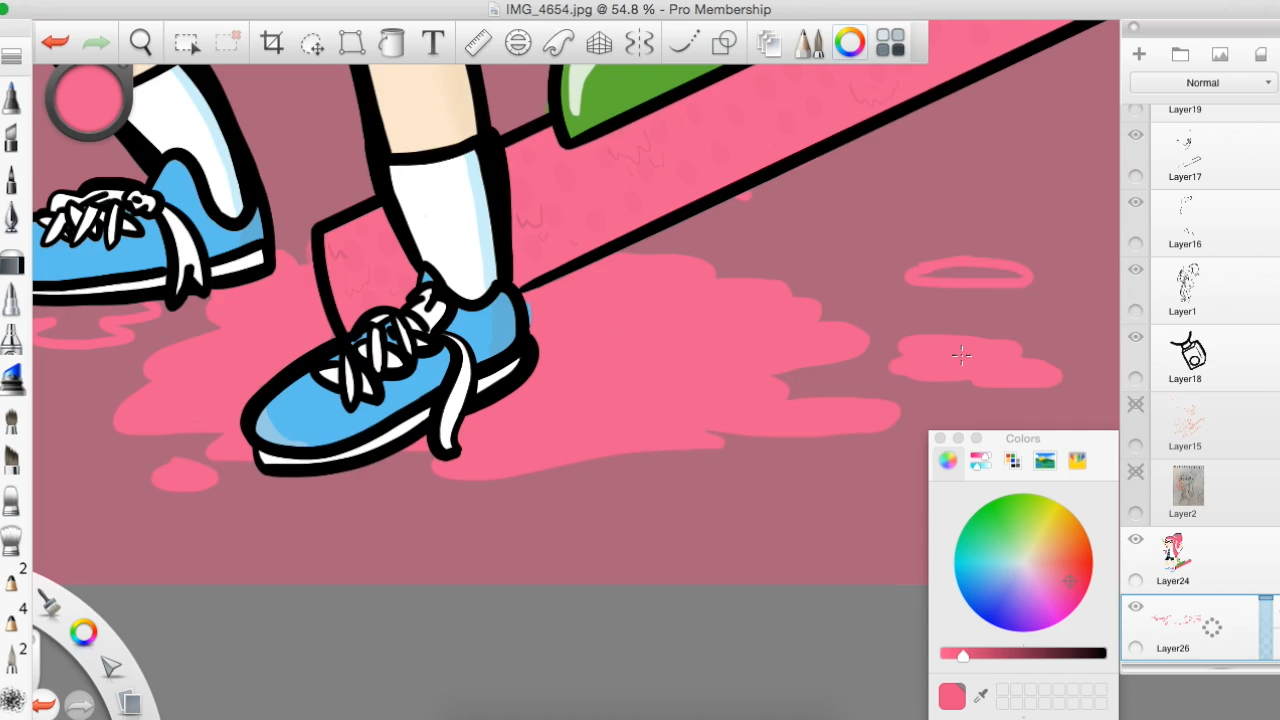 IMG_4654.jpg @ 54.8 % - Pro Membership
T
Normal
Layer19
Layer17
Layer16
Layer1
Layer18
Layer15
Layer2
Layer24
Layer26
Colors
2
4
2